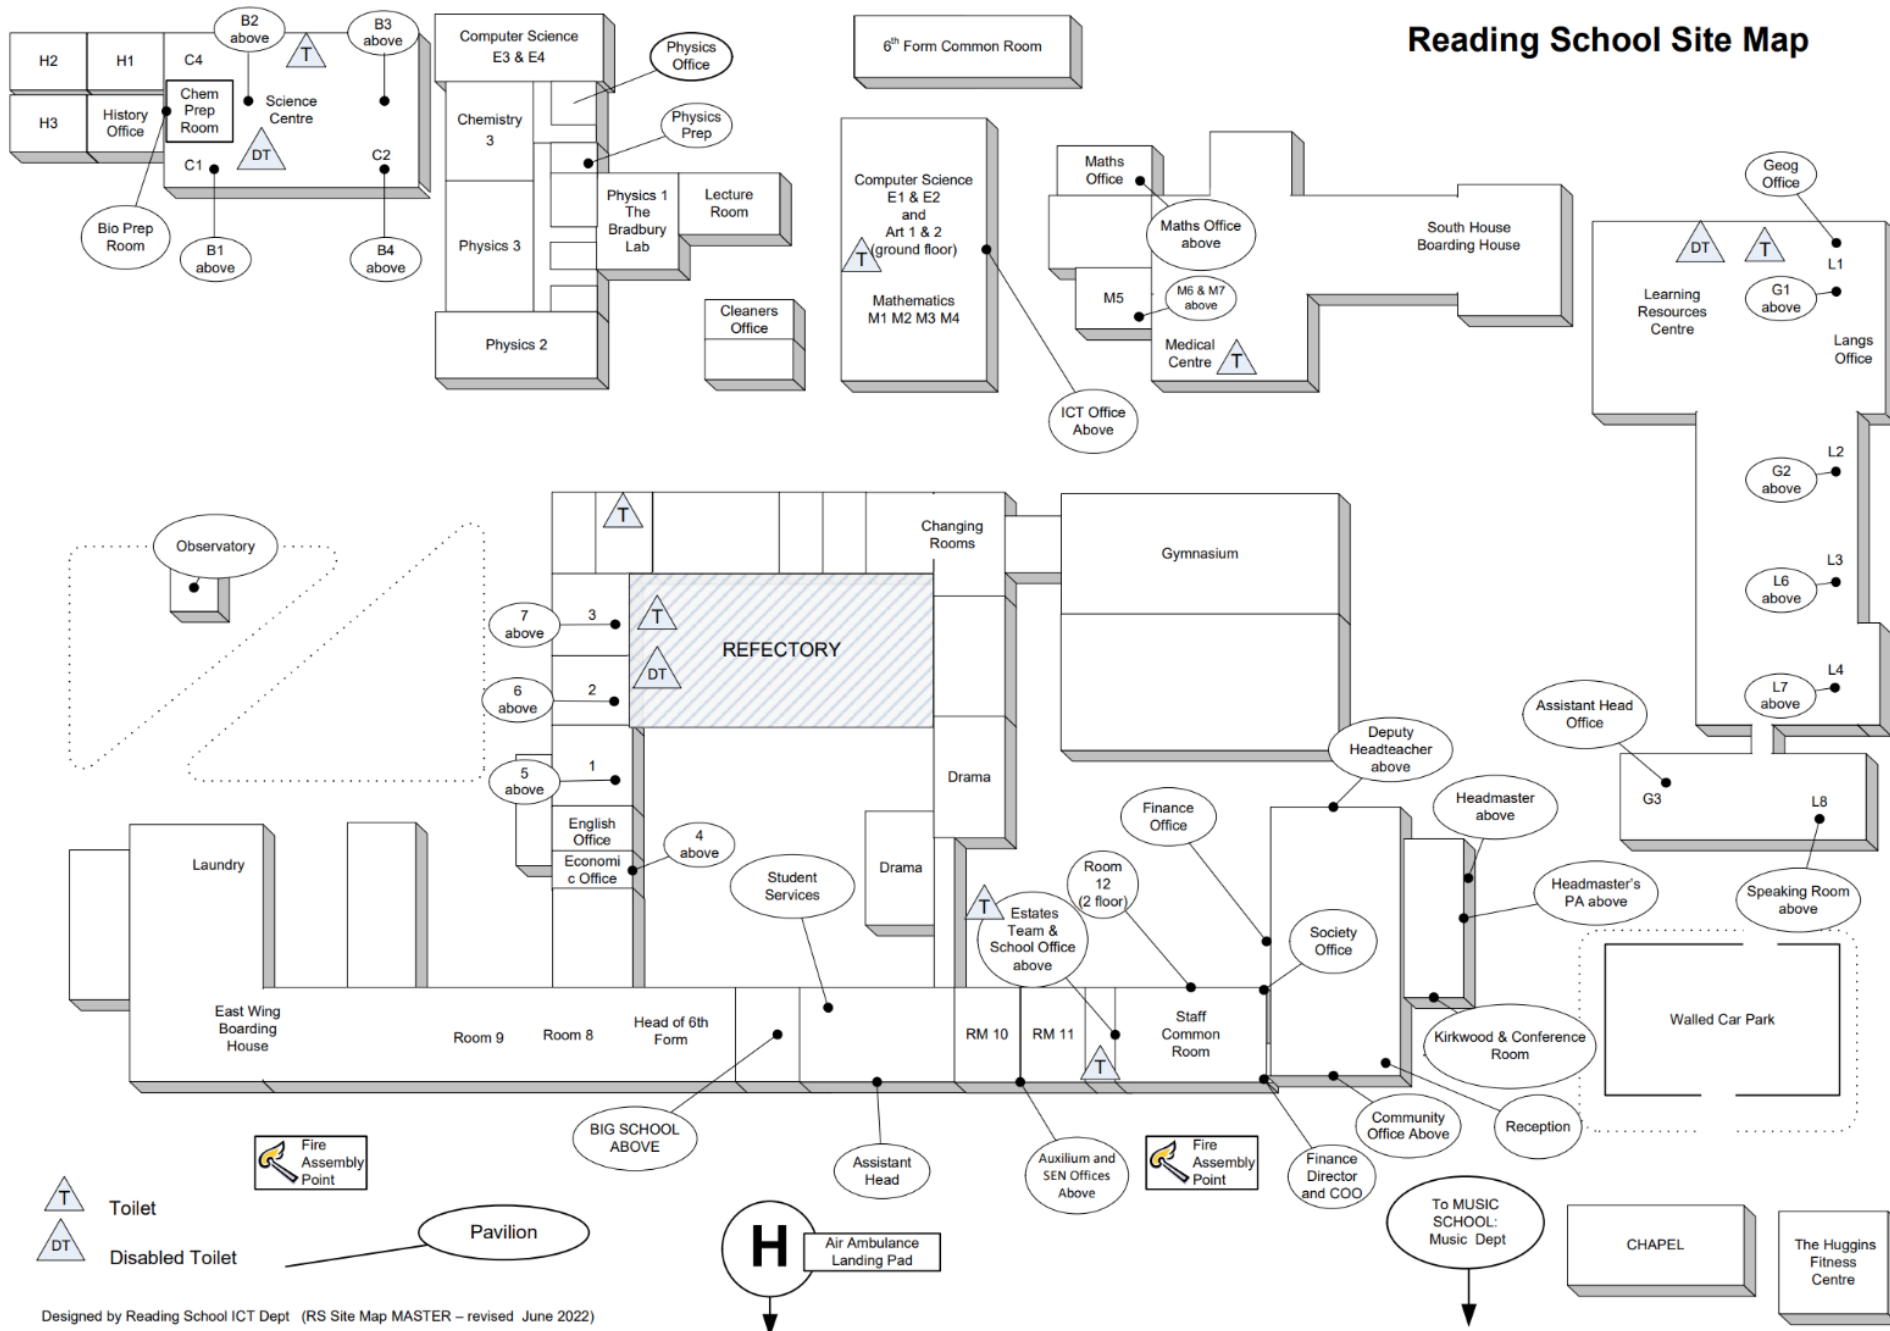 Reading School Site Map
B2
above
B3
above
T
H2
H1
C4
Chem
Prep
Room
Science
Centre
H3
History
Office
DT
C1
C2
Bio Prep
Room
B1
above
B4
above
Computer Science
E3 & E4
Physics
Office
Chemistry
3
Physics
Prep
Physics 1
The
Bradbury
Lab
Lecture
Room
Physics 3
Physics 2
Cleaners
Office
6th Form Common Room
Computer Science
E1 & E2
and
Art 1 & 2
(ground floor)
T
Mathematics
M1 M2 M3 M4
ICT Office
Above
Maths
Office
Maths Office
above
M5
M6 & M7
above
Medical
Centre
T
South House
Boarding House
Geog
Office
DT
T
L1
G1
above
Learning
Resources
Centre
Langs
Office
L2
G2
above
L3
L6
above
L4
L7
above
Assistant Head
Office
G3
L8
Speaking Room
above
Observatory
T
Changing
Rooms
Gymnasium
7
above
3
T
REFECTORY
DT
6
above
2
5
above
1
English
Office
Economi
c Office
4
above
Drama
Drama
Student
Services
Deputy
Headteacher
above
Finance
Office
Headmaster
above
Room
12
(2 floor)
T
Estates
Team &
School Office
above
Society
Office
Headmaster's
PA above
Laundry
East Wing
Boarding
House
Room 9
Room 8
Head of 6th
Form
RM 10
RM 11
T
Staff
Common
Room
Kirkwood & Conference
Room
Walled Car Park
BIG SCHOOL
ABOVE
Assistant
Head
Auxilium and
SEN Offices
Above
Finance
Director
and COO
Community
Office Above
Reception
Fire
Assembly
Point
Fire
Assembly
Point
T
Toilet
DT
Disabled Toilet
Pavilion
H
Air Ambulance
Landing Pad
To MUSIC
SCHOOL:
Music Dept
CHAPEL
The Huggins
Fitness
Centre
Designed by Reading School ICT Dept (RS Site Map MASTER – revised June 2022)